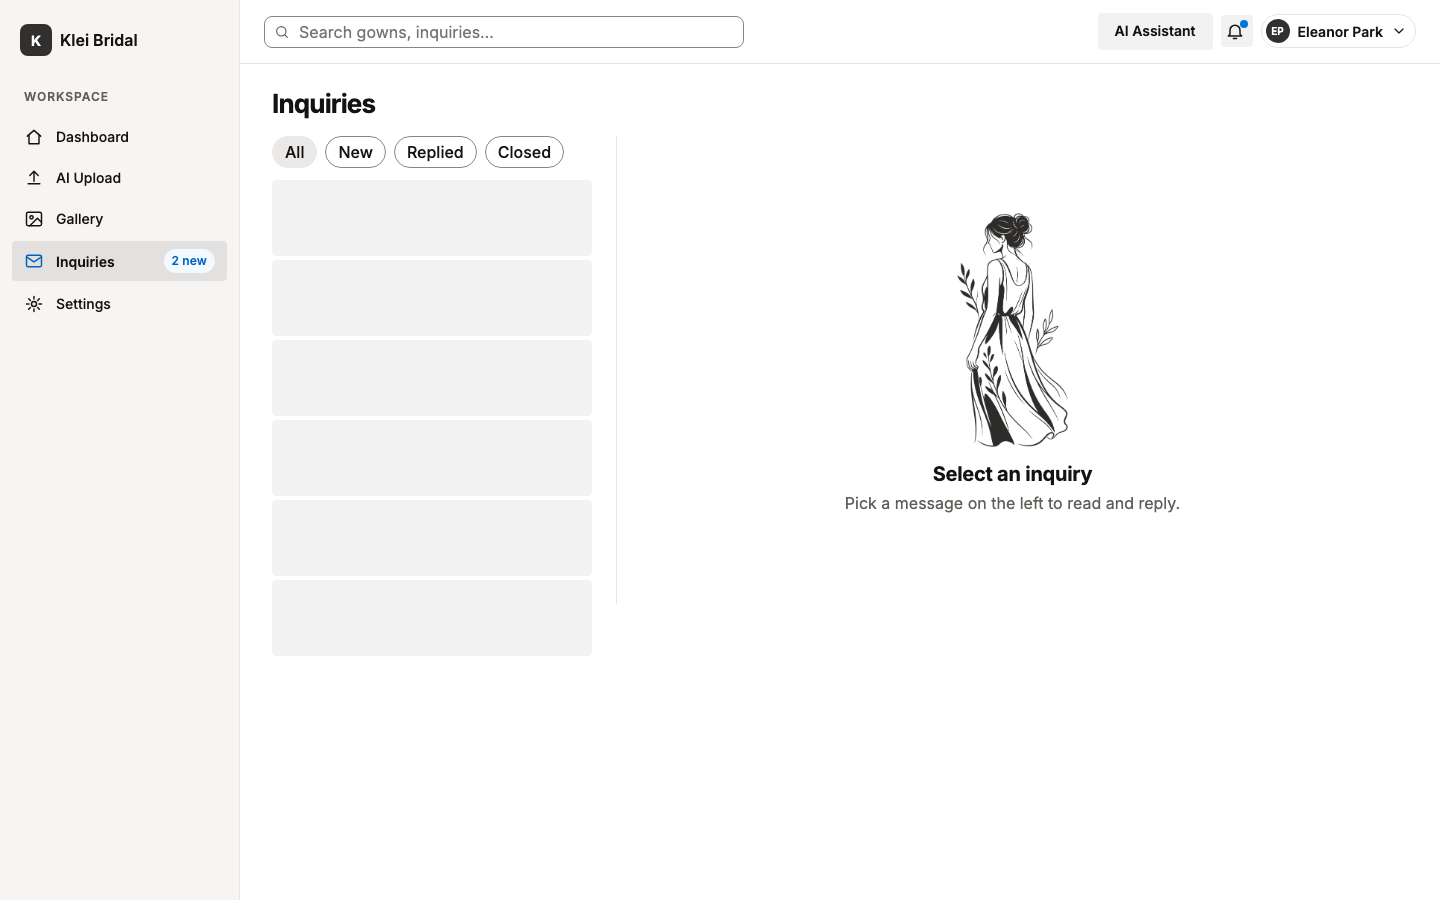 K
Klei Bridal
WORKSPACE
Dashboard
AI Upload
Gallery
Inquiries
2 new
Settings
Search gowns, inquiries...
AI Assistant
EP
Eleanor Park
Inquiries
All
New
Replied
Closed
Select an inquiry
Pick a message on the left to read and reply.